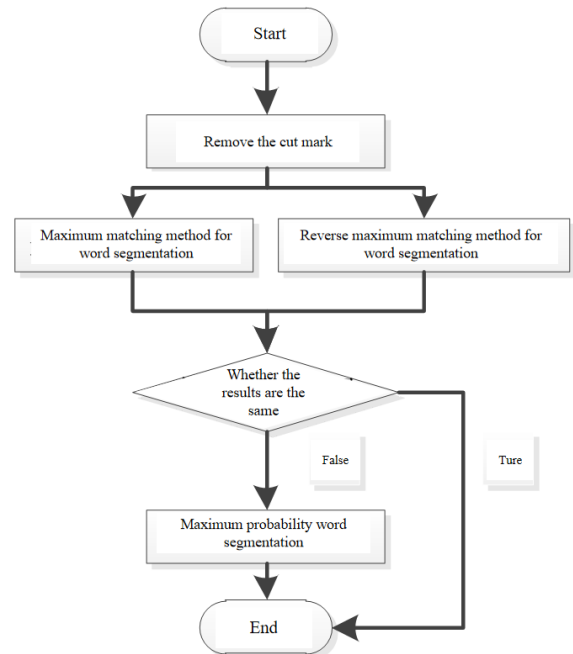 Start
Remove the cut mark
Maximum matching method for
word segmentation
Reverse maximum matching method for
word segmentation
Whether the
results are the
same
False
Ture
Maximum probability word
segmentation
End